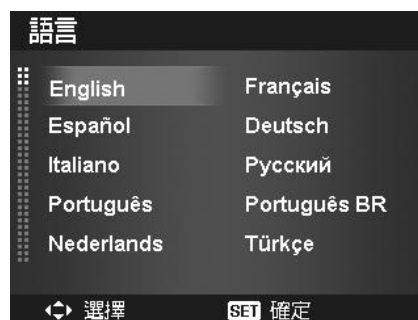 語言
English Français
Español Deutsch
Italiano Русский
Português Português BR
Nederlands Türkçe
選擇 SET 確定